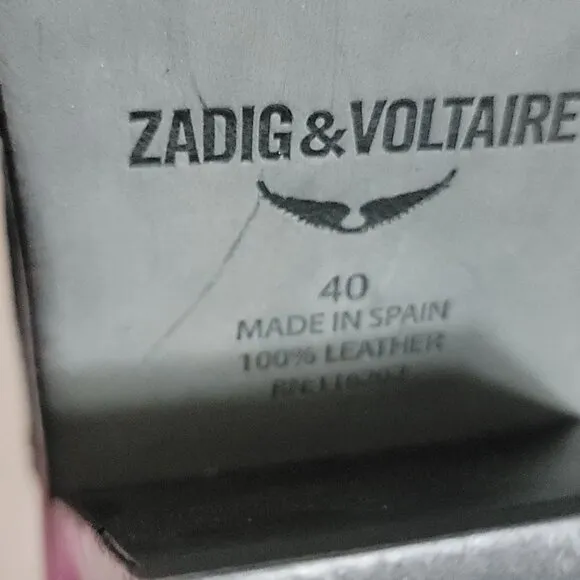 ZADIG&VOLTAIRE
40
MADE IN SPAIN
100% LEATHER